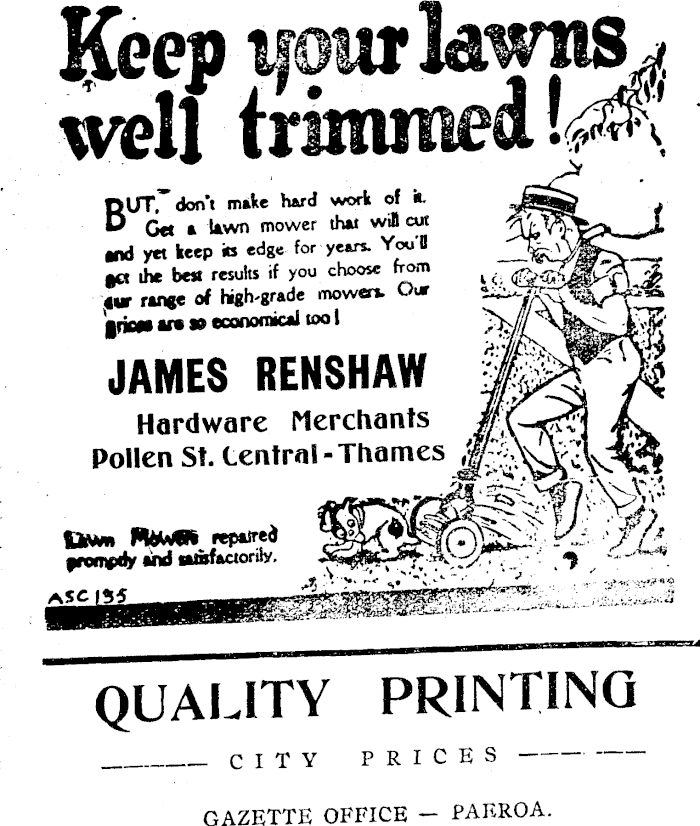 Keep your lawns
well trimmed!
BUT, don't make hard work of it.
Get a lawn mower that will cut
and yet keep its edge for years. You'll
get the best results if you choose from
our range of high-grade mowers. Our
prices are so economical too!
JAMES RENSHAW
Hardware Merchants
Pollen St. Central - Thames
Lawn Mowers repaired
promptly and satisfactorily.
ASC 195
QUALITY PRINTING
CITY PRICES
GAZETTE OFFICE — PAEROA.